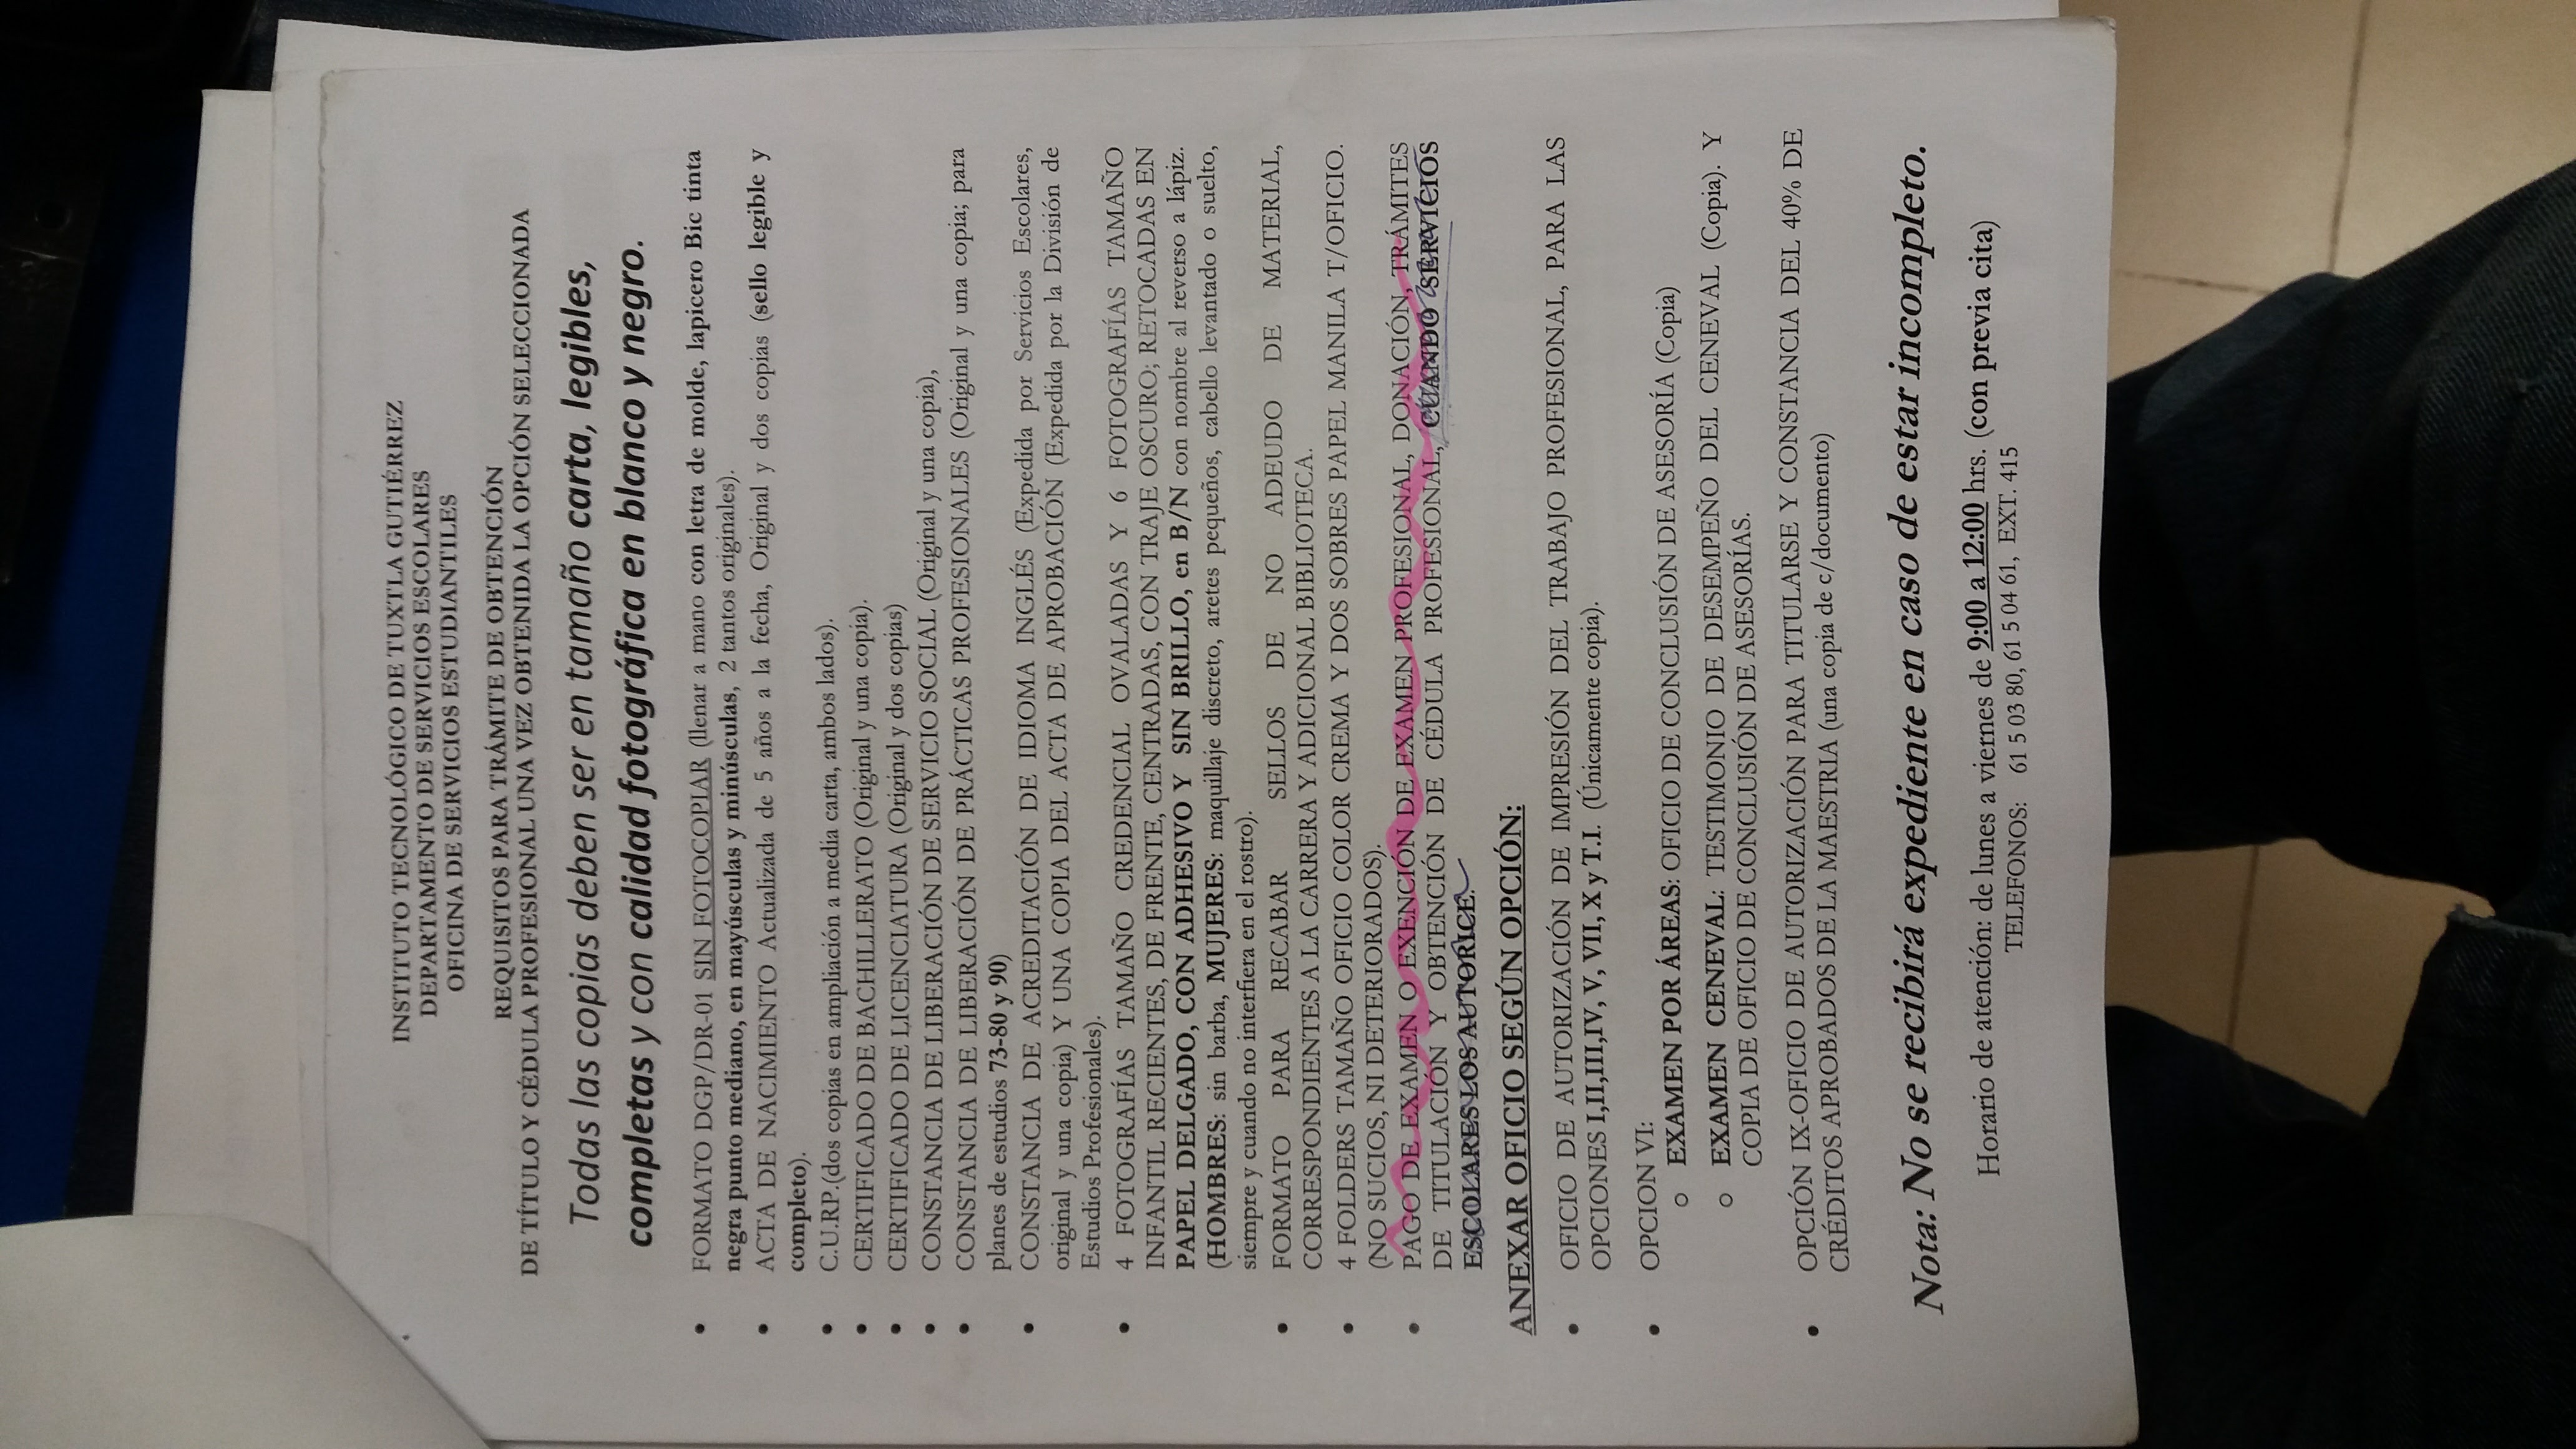 INSTITUTO TECNOLÓGICO DE TUXTLA GUTIÉRREZ
DEPARTAMENTO DE SERVICIOS ESCOLARES
OFICINA DE SERVICIOS ESTUDIANTILES
REQUISITOS PARA TRÁMITE DE OBTENCIÓN
DE TÍTULO Y CÉDULA PROFESIONAL UNA VEZ OBTENIDA LA OPCIÓN SELECCIONADA
Todas las copias deben ser en tamaño carta, legibles,
completas y con calidad fotográfica en blanco y negro.
• FORMATO DGP/DR-01 SIN FOTOCOPIAR (llenar a mano con letra de molde, lapicero Bic tinta
negra punto mediano, en mayúsculas y minúsculas, 2 tantos originales).
• ACTA DE NACIMIENTO Actualizada de 5 años a la fecha, Original y dos copias (sello legible y
completo).
• C.U.RP.(dos copias en ampliación a media carta, ambos lados).
• CERTIFICADO DE BACHILLERATO (Original y una copia).
• CERTIFICADO DE LICENCIATURA (Original y dos copias)
• CONSTANCIA DE LIBERACIÓN DE SERVICIO SOCIAL (Original y una copia),
• CONSTANCIA DE LIBERACIÓN DE PRÁCTICAS PROFESIONALES (Original y una copia; para
planes de estudios 73-80 y 90)
• CONSTANCIA DE ACREDITACIÓN DE IDIOMA INGLÉS (Expedida por Servicios Escolares,
original y una copia) Y UNA COPIA DEL ACTA DE APROBACIÓN (Expedida por la División de
Estudios Profesionales).
• 4 FOTOGRAFÍAS TAMAÑO CREDENCIAL OVALADAS Y 6 FOTOGRAFÍAS TAMAÑO
INFANTIL RECIENTES, DE FRENTE, CENTRADAS, CON TRAJE OSCURO; RETOCADAS EN
PAPEL DELGADO, CON ADHESIVO Y SIN BRILLO, en B/N con nombre al reverso a lápiz.
(HOMBRES: sin barba, MUJERES: maquillaje discreto, aretes pequeños, cabello levantado o suelto,
siempre y cuando no interfiera en el rostro).
• FORMATO PARA RECABAR SELLOS DE NO ADEUDO DE MATERIAL,
CORRESPONDIENTES A LA CARRERA Y ADICIONAL BIBLIOTECA.
• 4 FOLDERS TAMAÑO OFICIO COLOR CREMA Y DOS SOBRES PAPEL MANILA T/OFICIO.
(NO SUCIOS, NI DETERIORADOS).
• PAGO DE EXAMEN O EXENCIÓN DE EXAMEN PROFESIONAL, DONACIÓN, TRÁMITES
DE TITULACIÓN Y OBTENCIÓN DE CÉDULA PROFESIONAL, CUANDO SERVICIOS
ESCOLARES LOS AUTORICE.
ANEXAR OFICIO SEGÚN OPCIÓN:
• OFICIO DE AUTORIZACIÓN DE IMPRESIÓN DEL TRABAJO PROFESIONAL, PARA LAS
OPCIONES I,II,III,IV, V, VII, X y T.I. (Únicamente copia).
• OPCION VI:
o EXAMEN POR ÁREAS: OFICIO DE CONCLUSIÓN DE ASESORÍA (Copia)
o EXAMEN CENEVAL: TESTIMONIO DE DESEMPEÑO DEL CENEVAL (Copia). Y
COPIA DE OFICIO DE CONCLUSIÓN DE ASESORÍAS.
• OPCIÓN IX-OFICIO DE AUTORIZACIÓN PARA TITULARSE Y CONSTANCIA DEL 40% DE
CRÉDITOS APROBADOS DE LA MAESTRIA (una copia de c/documento)
Nota: No se recibirá expediente en caso de estar incompleto.
Horario de atención: de lunes a viernes de 9:00 a 12:00 hrs. (con previa cita)
TELEFONOS: 61 5 03 80, 61 5 04 61, EXT. 415